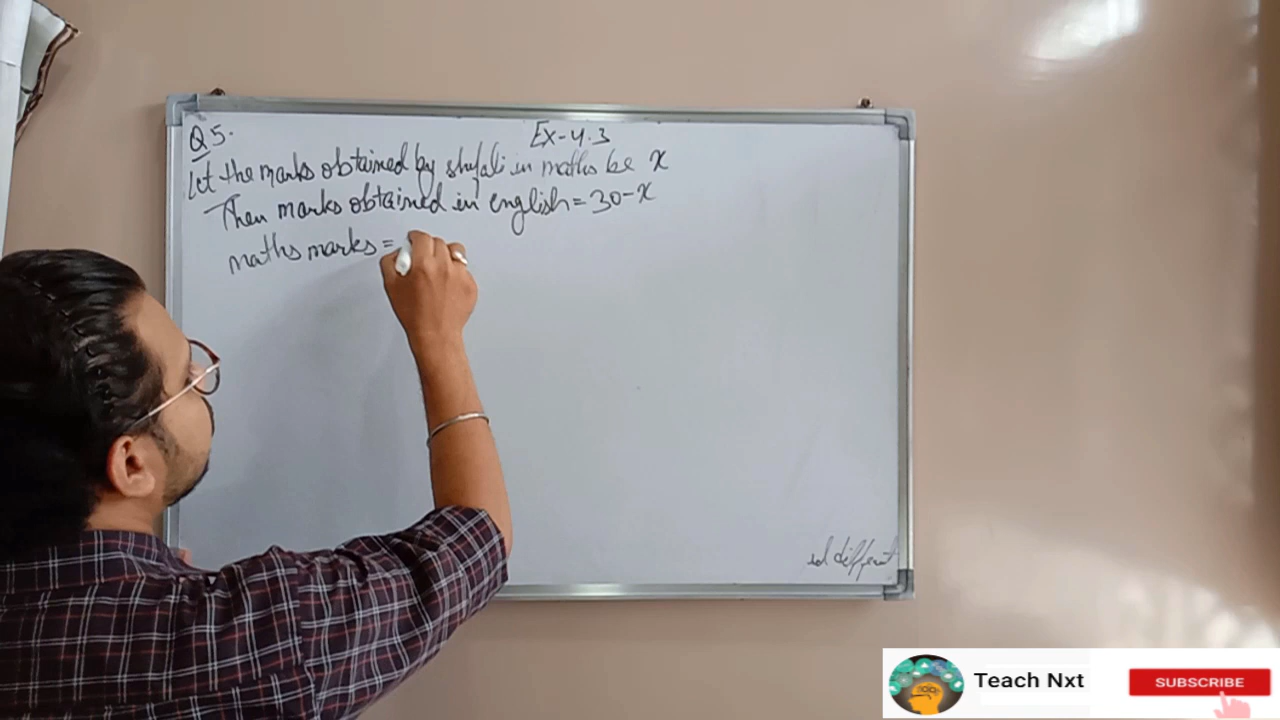 Ex-4.3
Q5.
Let the marks obtained by shefali in maths be x
Then marks obtained in english = 30-x
maths marks =
different
Teach Nxt
SUBSCRIBE